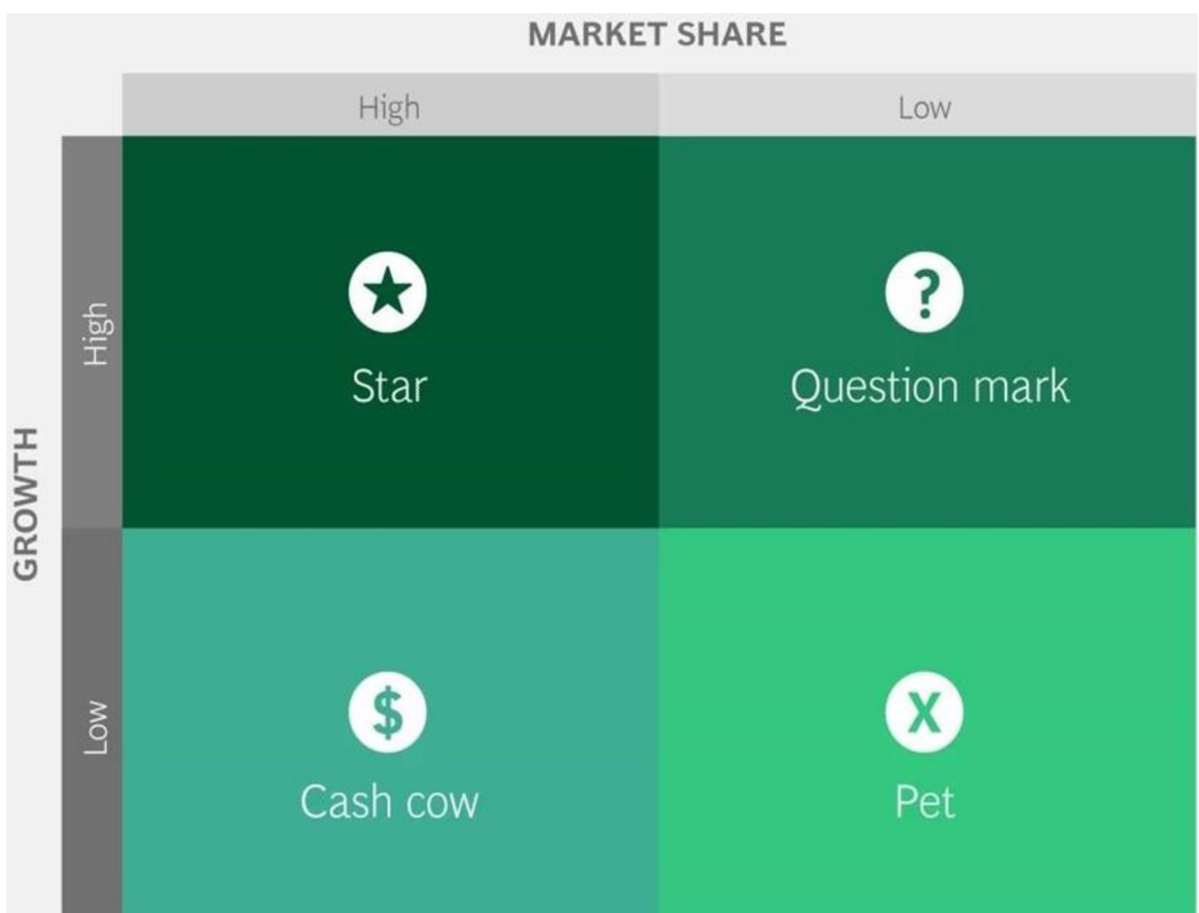 MARKET SHARE
High Low
High
★
Star
?
Question mark
GROWTH
Low
$
Cash cow
X
Pet